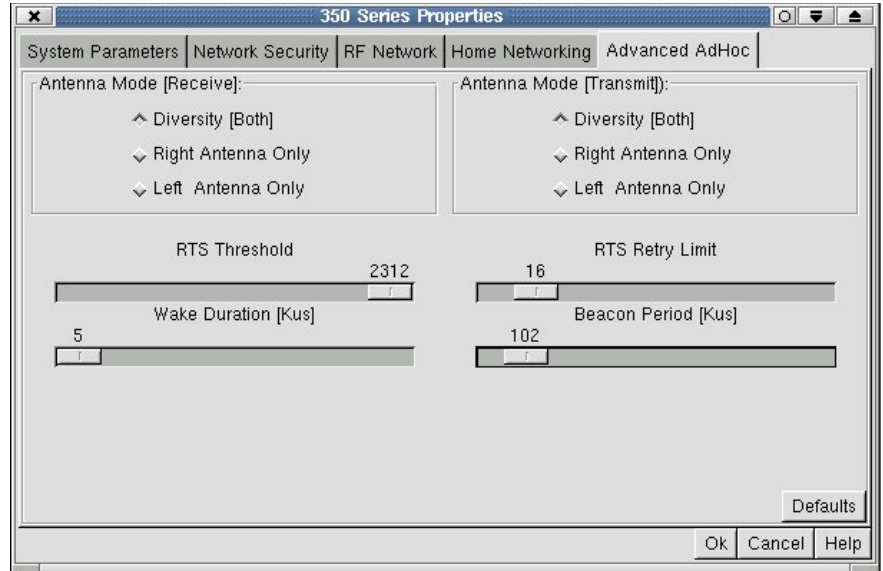 350 Series Properties
System Parameters Network Security RF Network Home Networking Advanced AdHoc
Antenna Mode [Receive]:
Diversity [Both]
Right Antenna Only
Left Antenna Only
Antenna Mode [Transmit]):
Diversity [Both]
Right Antenna Only
Left Antenna Only
RTS Threshold
2312
RTS Retry Limit
16
Wake Duration [Kus]
5
Beacon Period [Kus]
102
Defaults
Ok Cancel Help